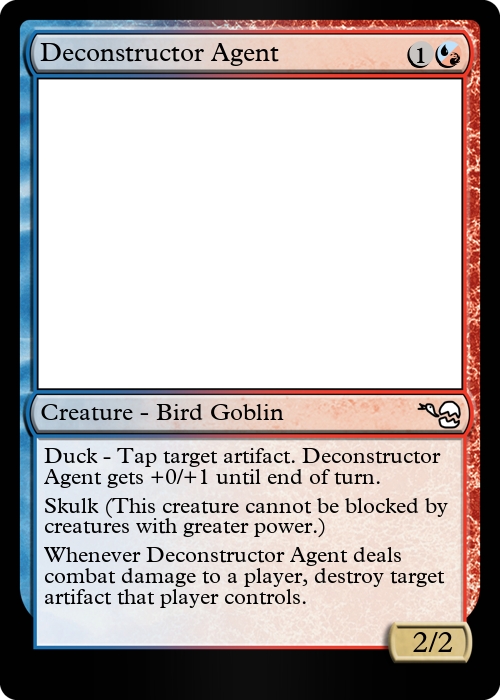 Deconstructor Agent 1
Creature - Bird Goblin
Duck - Tap target artifact. Deconstructor
Agent gets +0/+1 until end of turn.
Skulk (This creature cannot be blocked by
creatures with greater power.)
Whenever Deconstructor Agent deals
combat damage to a player, destroy target
artifact that player controls.
2/2